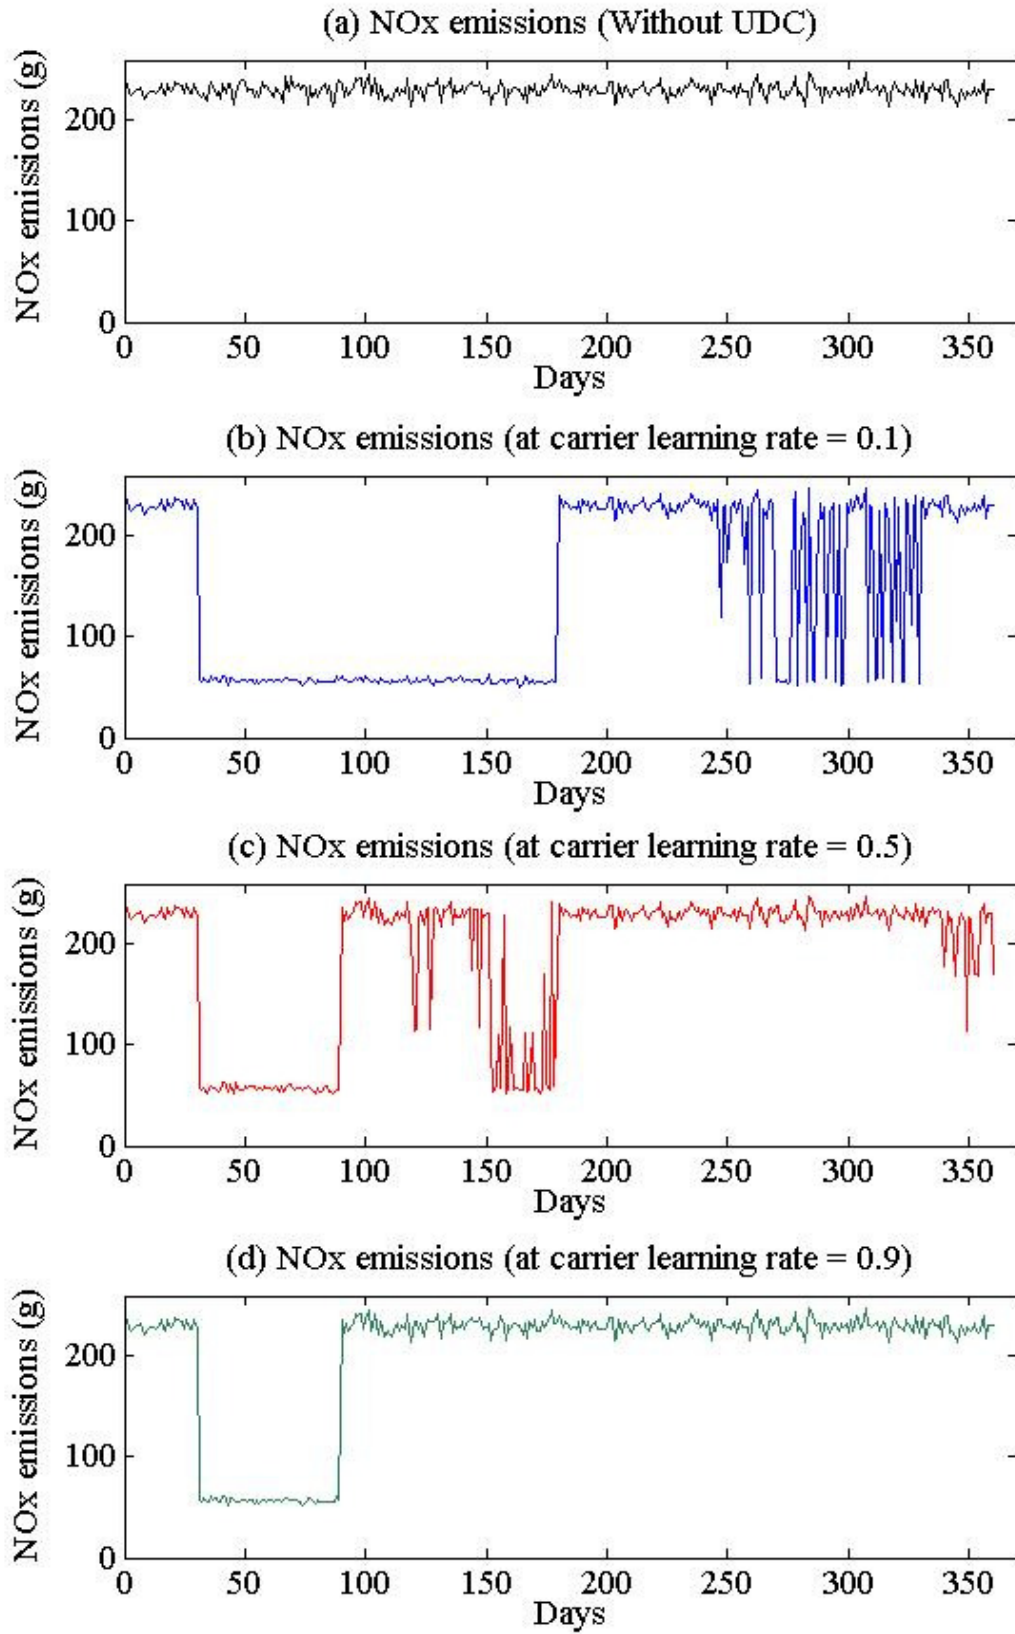 (a) NOx emissions (Without UDC)
NOx emissions (g)
200
100
0
0 50 100 150 200 250 300 350
Days
(b) NOx emissions (at carrier learning rate = 0.1)
NOx emissions (g)
200
100
0
0 50 100 150 200 250 300 350
Days
(c) NOx emissions (at carrier learning rate = 0.5)
NOx emissions (g)
200
100
0
0 50 100 150 200 250 300 350
Days
(d) NOx emissions (at carrier learning rate = 0.9)
NOx emissions (g)
200
100
0
0 50 100 150 200 250 300 350
Days